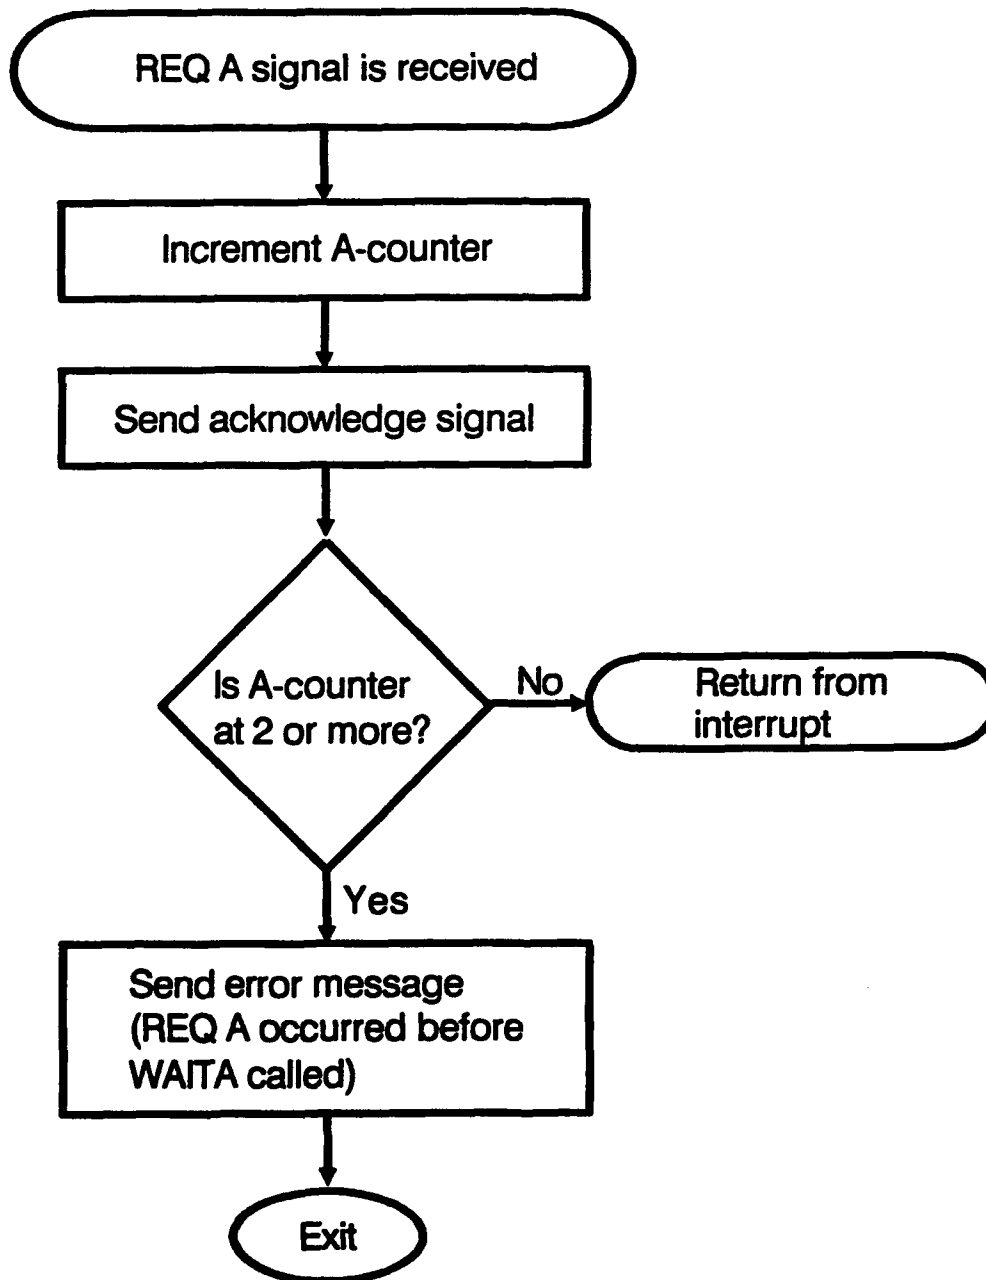 REQ A signal is received
Increment A-counter
Send acknowledge signal
Is A-counter
at 2 or more?
No
Return from
interrupt
Yes
Send error message
(REQ A occurred before
WAITA called)
Exit